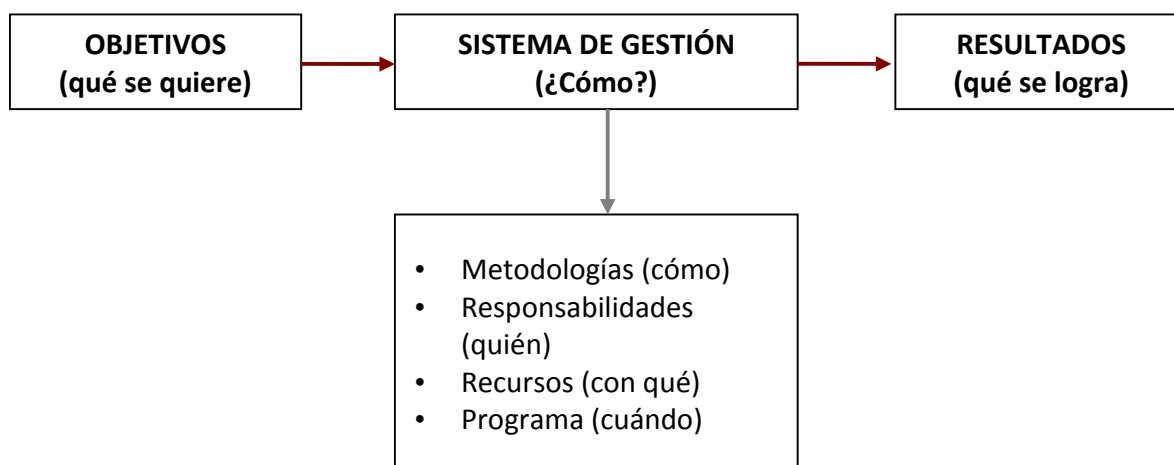 OBJETIVOS
(qué se quiere)
SISTEMA DE GESTIÓN
(¿Cómo?)
RESULTADOS
(qué se logra)
• Metodologías (cómo)
• Responsabilidades
(quién)
• Recursos (con qué)
• Programa (cuándo)